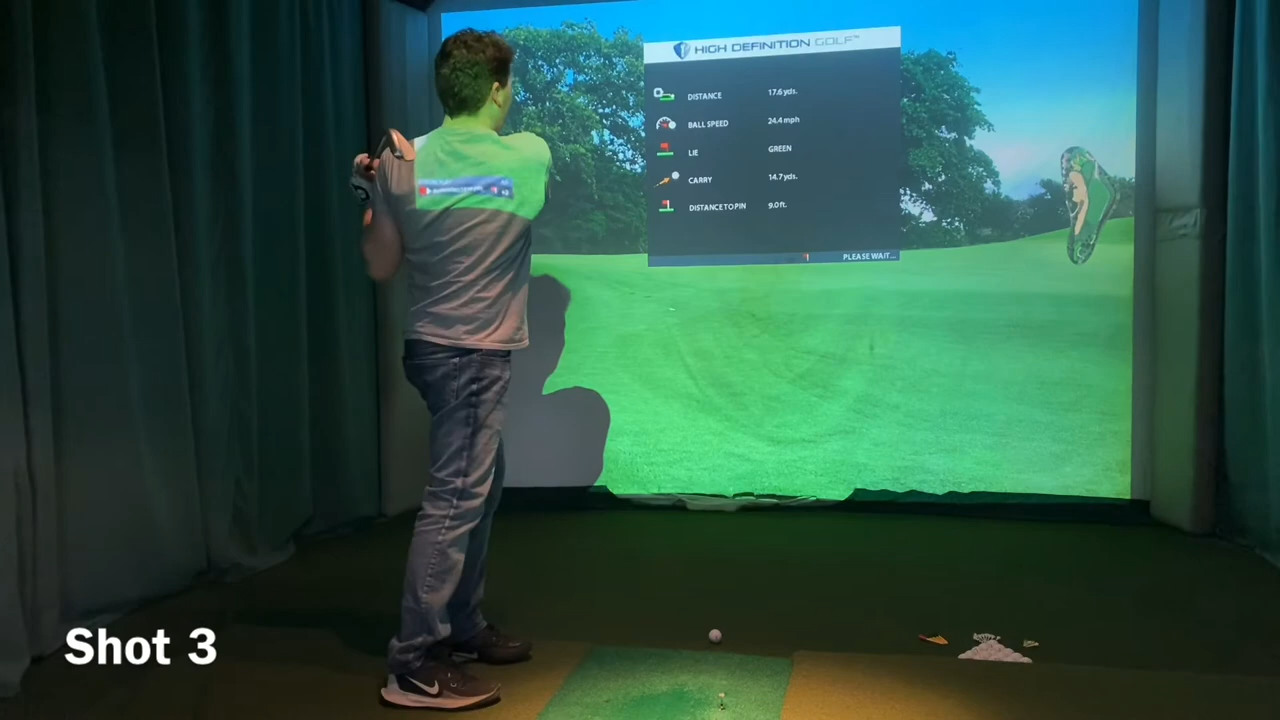 HIGH DEFINITION GOLF™
DISTANCE 17.6 yds.
BALL SPEED 24.4 mph
LIE GREEN
CARRY 14.7 yds.
DISTANCE TO PIN 9.0 ft.
PLEASE WAIT...
Shot 3